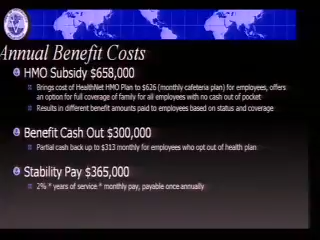 Annual Benefit Costs
HMO Subsidy $658,000
Brings cost of HealthNet HMO Plan to $626 (monthly cafeteria plan) for employees, offers
an option for full coverage of family for all employees with no cash out of pocket
Results in different benefit amounts paid to employees based on status and coverage
Benefit Cash Out $300,000
Partial cash back up to $313 monthly for employees who opt out of health plan
Stability Pay $365,000
2% * years of service * monthly pay, payable once annually